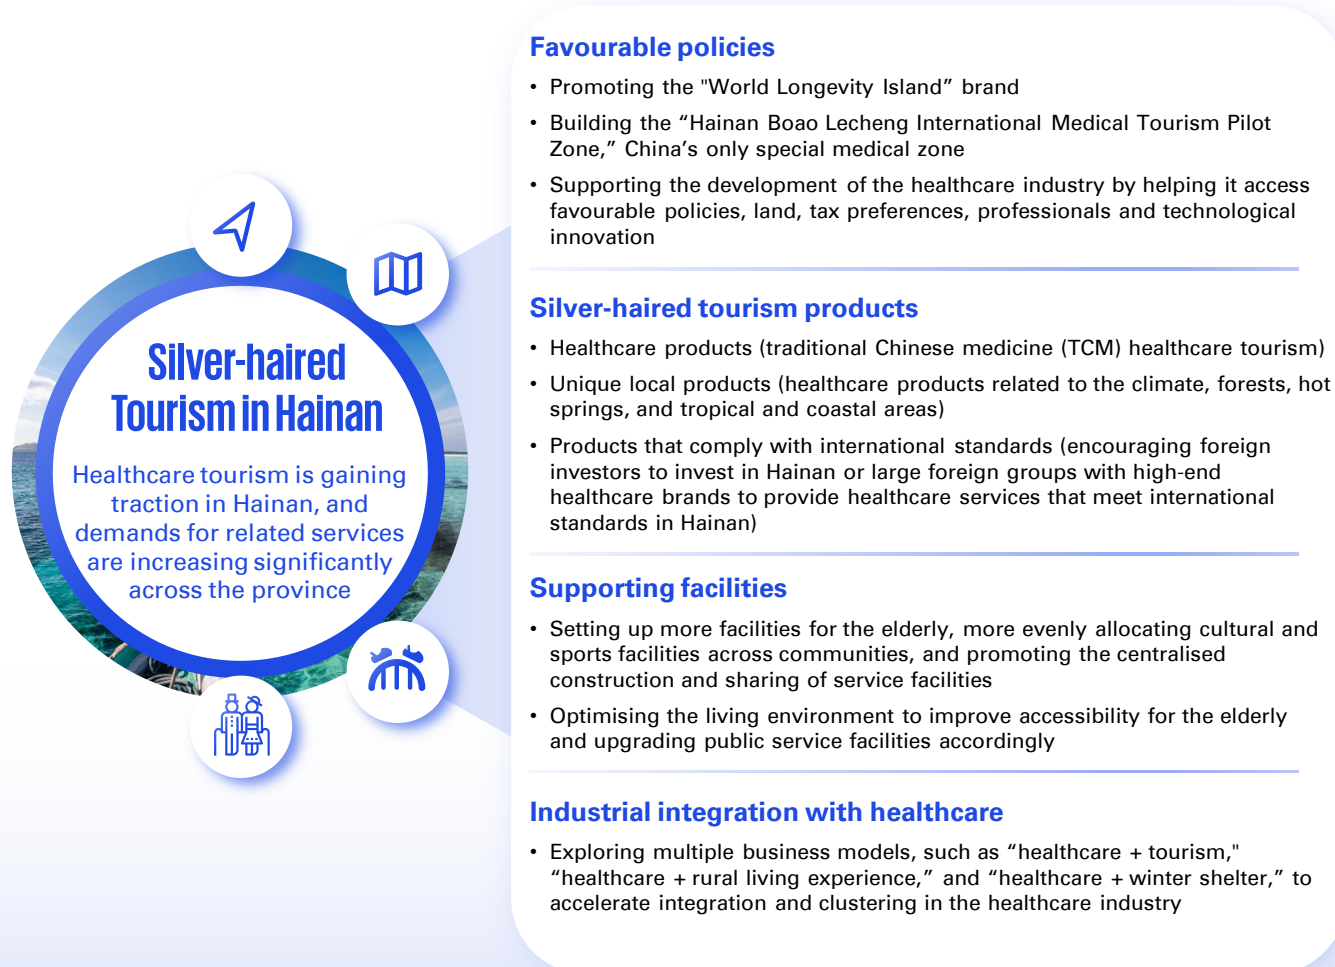 Silver-haired
Tourism in Hainan
Healthcare tourism is gaining
traction in Hainan, and
demands for related services
are increasing significantly
across the province
Favourable policies
• Promoting the "World Longevity Island” brand
• Building the “Hainan Boao Lecheng International Medical Tourism Pilot
Zone,” China’s only special medical zone
• Supporting the development of the healthcare industry by helping it access
favourable policies, land, tax preferences, professionals and technological
innovation
Silver-haired tourism products
• Healthcare products (traditional Chinese medicine (TCM) healthcare tourism)
• Unique local products (healthcare products related to the climate, forests, hot
springs, and tropical and coastal areas)
• Products that comply with international standards (encouraging foreign
investors to invest in Hainan or large foreign groups with high-end
healthcare brands to provide healthcare services that meet international
standards in Hainan)
Supporting facilities
• Setting up more facilities for the elderly, more evenly allocating cultural and
sports facilities across communities, and promoting the centralised
construction and sharing of service facilities
• Optimising the living environment to improve accessibility for the elderly
and upgrading public service facilities accordingly
Industrial integration with healthcare
• Exploring multiple business models, such as “healthcare + tourism,"
“healthcare + rural living experience,” and “healthcare + winter shelter,” to
accelerate integration and clustering in the healthcare industry